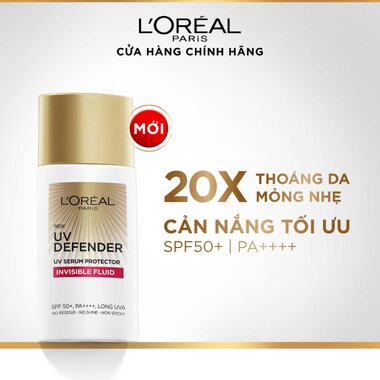 L'ORÉAL
PARIS
CỬA HÀNG CHÍNH HÃNG
MỚI
L'ORÉAL
PARIS
NEW
UV
DEFENDER
UV SERUM PROTECTOR
INVISIBLE FLUID
SPF 50+, PA++++, LONG UVA
NO RESIDUE - NO SHINE - NON STICKY
20X THOÁNG DA
MỎNG NHẸ
CẢN NẮNG TỐI ƯU
SPF50+ | PA++++